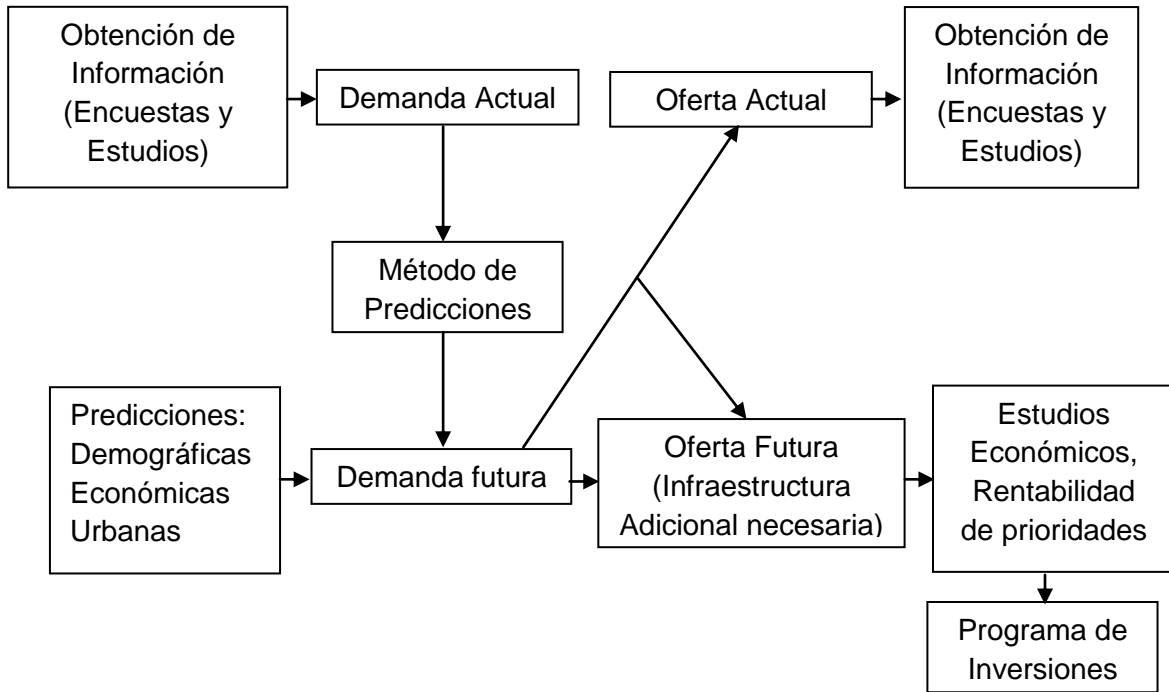 Obtención de
Información
(Encuestas y
Estudios)
Demanda Actual
Oferta Actual
Obtención de
Información
(Encuestas y
Estudios)
Método de
Predicciones
Predicciones:
Demográficas
Económicas
Urbanas
Demanda futura
Oferta Futura
(Infraestructura
Adicional necesaria)
Estudios
Económicos,
Rentabilidad
de prioridades
Programa de
Inversiones